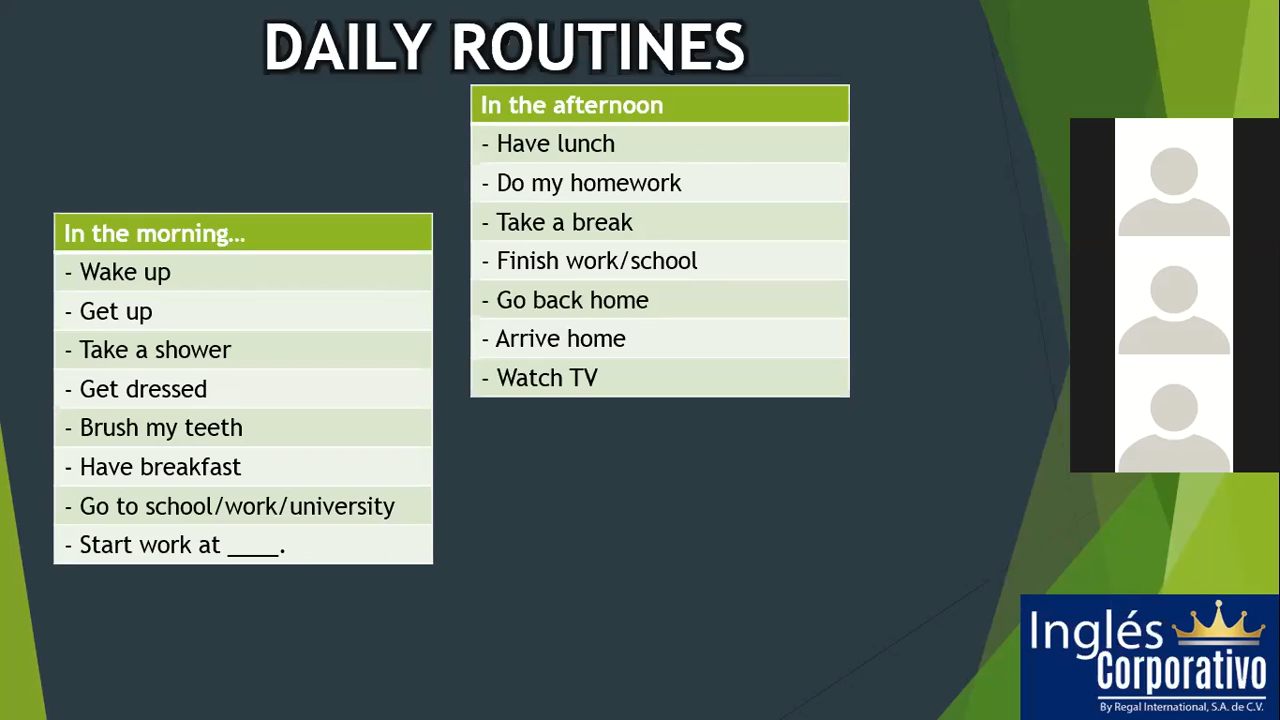 DAILY ROUTINES
In the morning…
- Wake up
- Get up
- Take a shower
- Get dressed
- Brush my teeth
- Have breakfast
- Go to school/work/university
- Start work at ____.
In the afternoon
- Have lunch
- Do my homework
- Take a break
- Finish work/school
- Go back home
- Arrive home
- Watch TV
Inglés
Corporativo
By Regal International, S.A. de C.V.